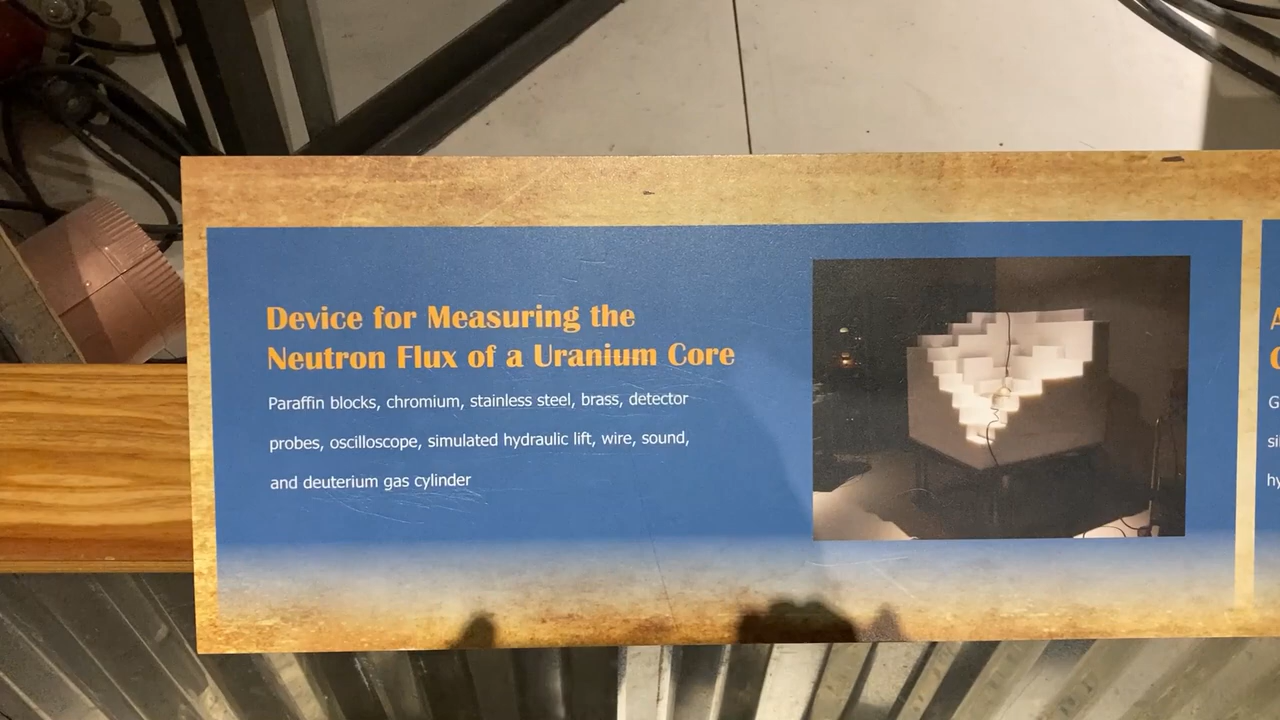 Device for Measuring the
Neutron Flux of a Uranium Core
Paraffin blocks, chromium, stainless steel, brass, detector
probes, oscilloscope, simulated hydraulic lift, wire, sound,
and deuterium gas cylinder